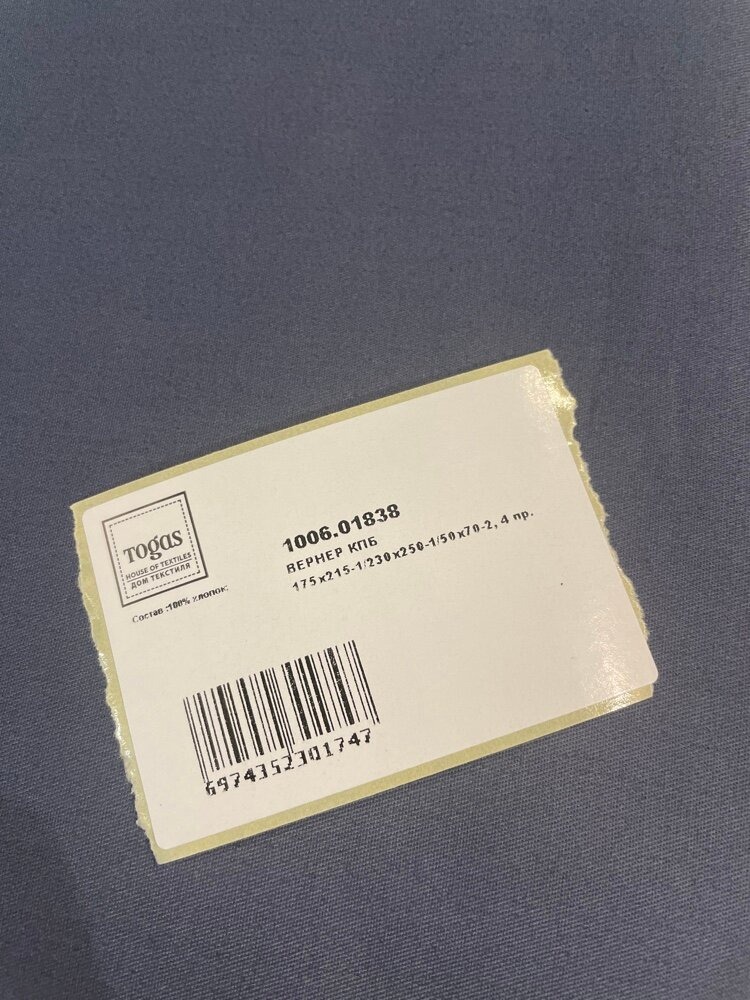 Togas
HOUSE OF TEXTILES
ДОМ ТЕКСТИЛЯ
Состав :100% хлопок;
1006.01838
ВЕРНЕР КПБ
175x215-1/230x250-1/50x70-2, 4 пр.
6974352301747